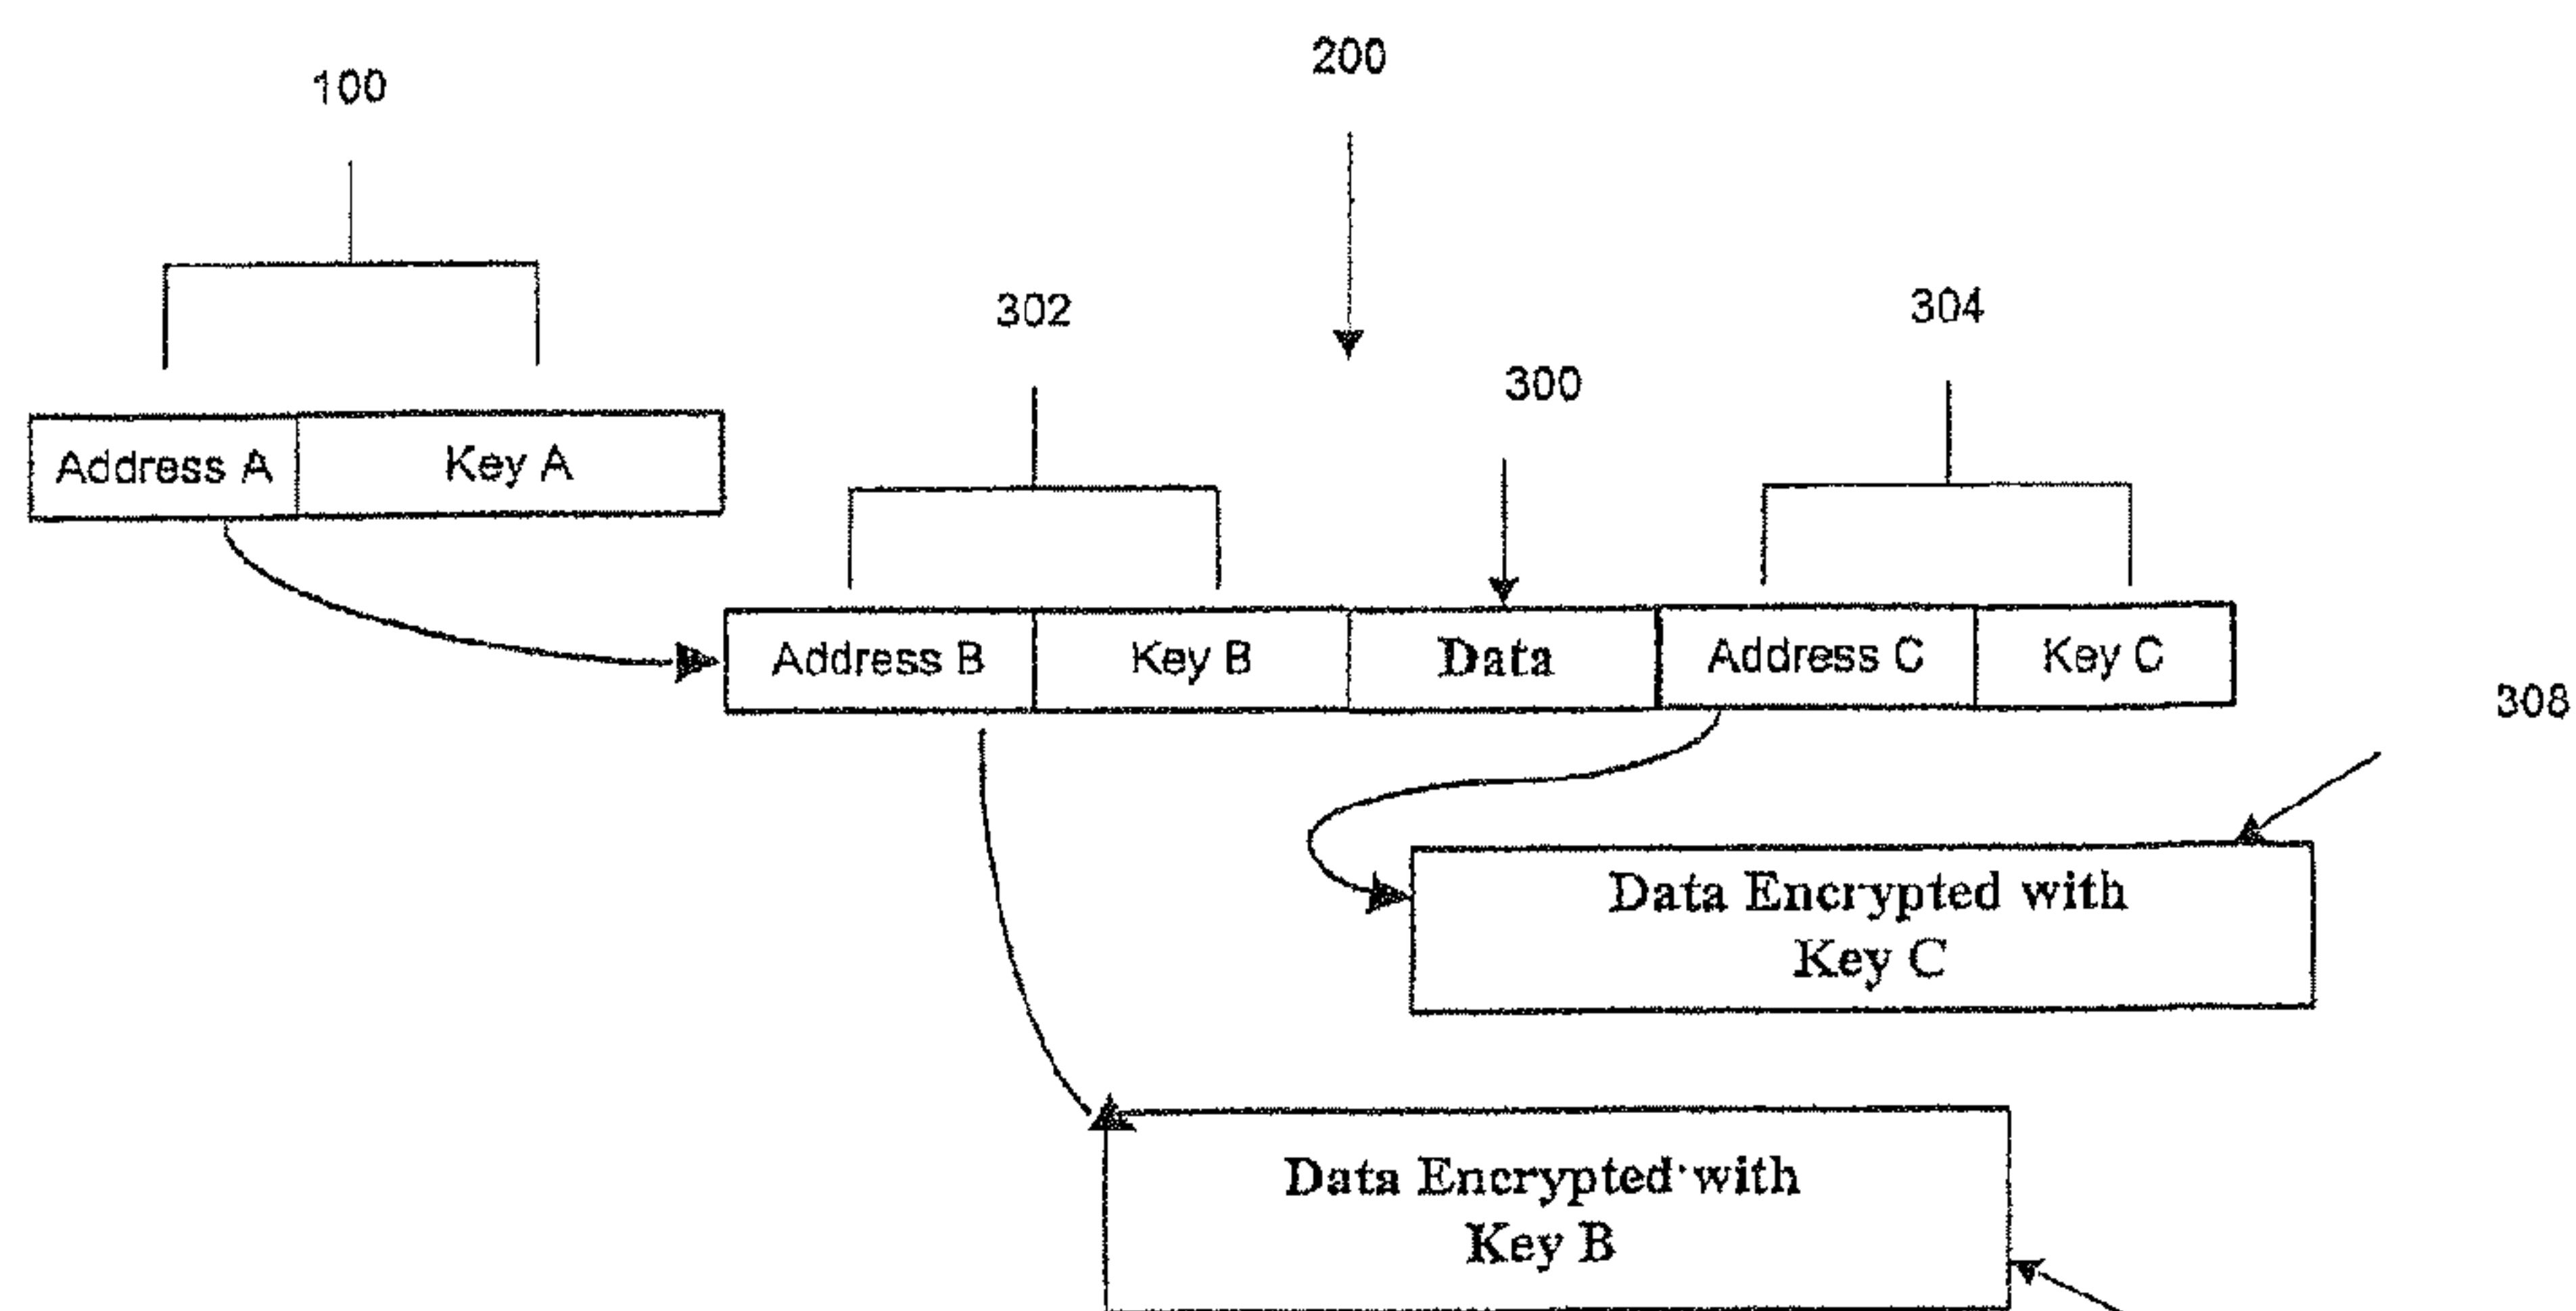 200
100
302
304
300
Address A
Key A
Address B
Key B
Data
Address C
Key C
308
Data Encrypted with
Key C
Data Encrypted with
Key B